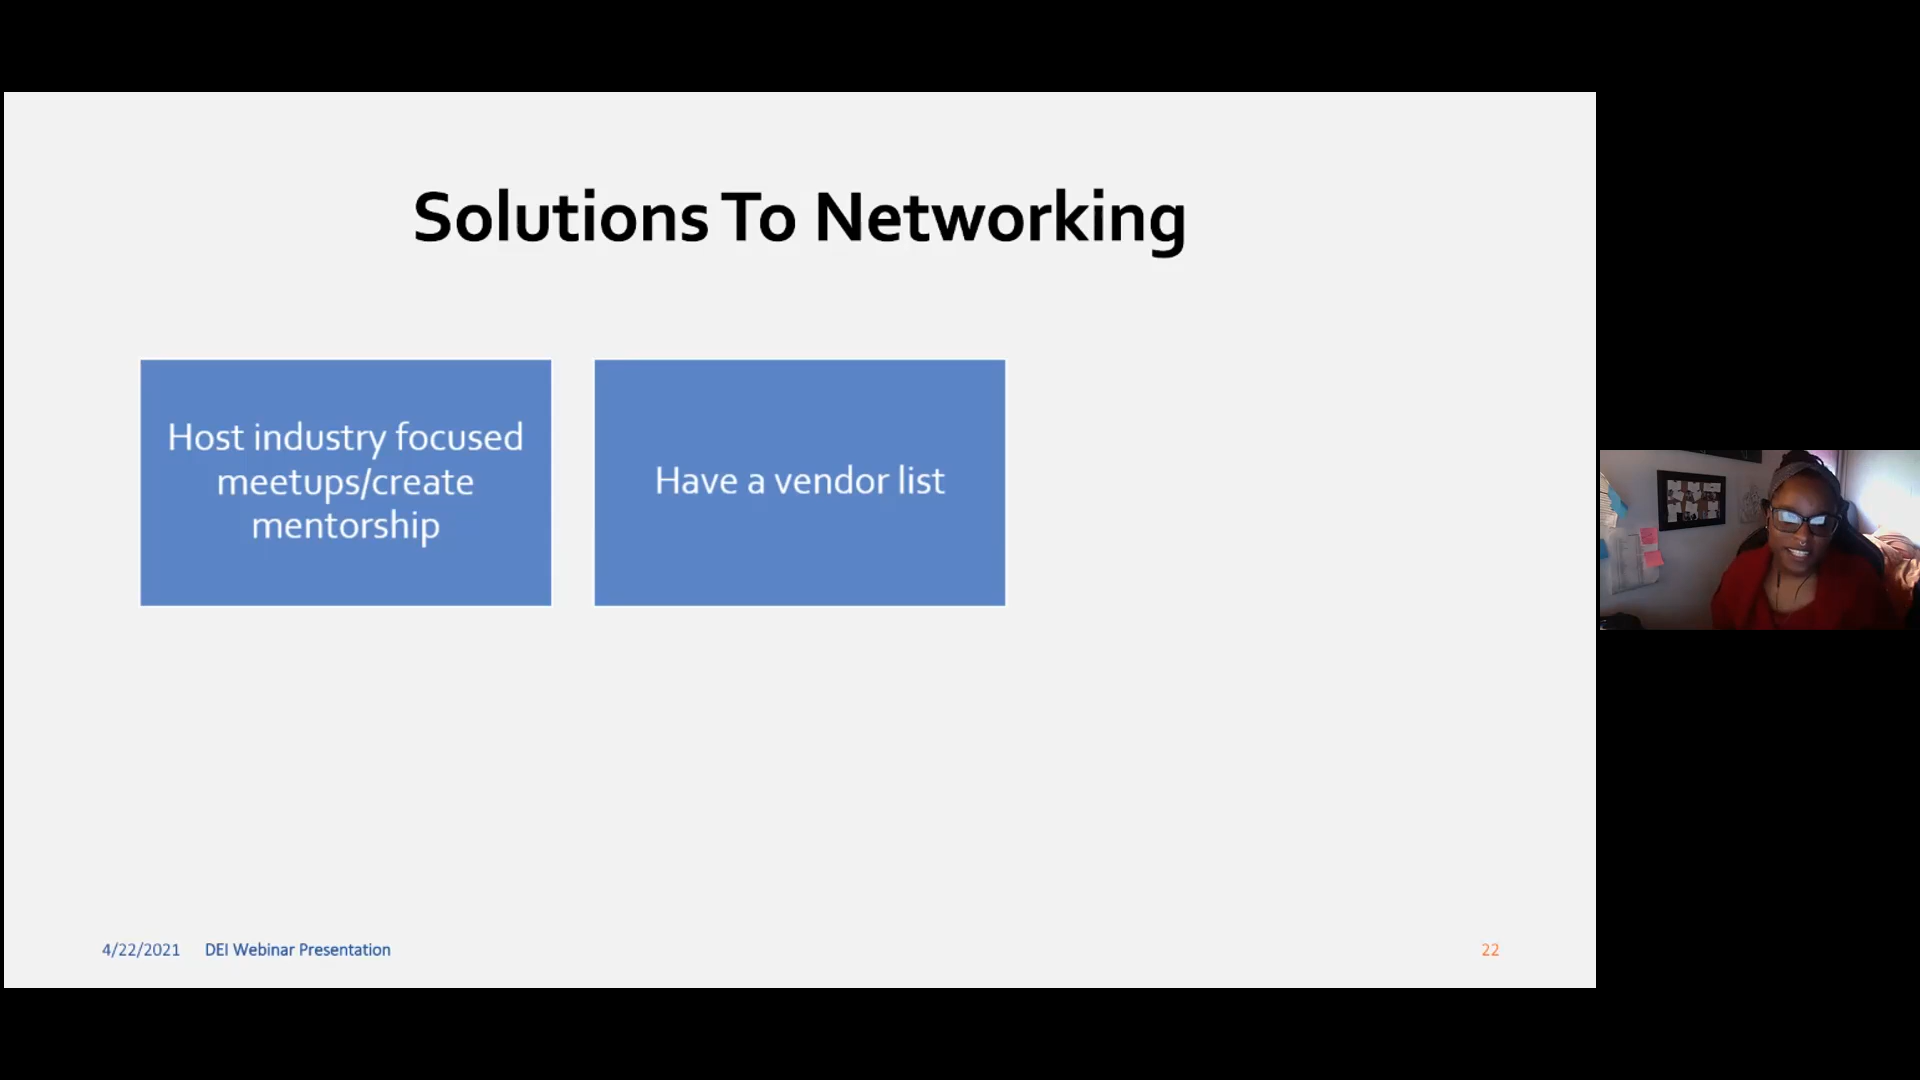 Solutions To Networking
Host industry focused
meetups/create
mentorship
Have a vendor list
4/22/2021 DEI Webinar Presentation
22